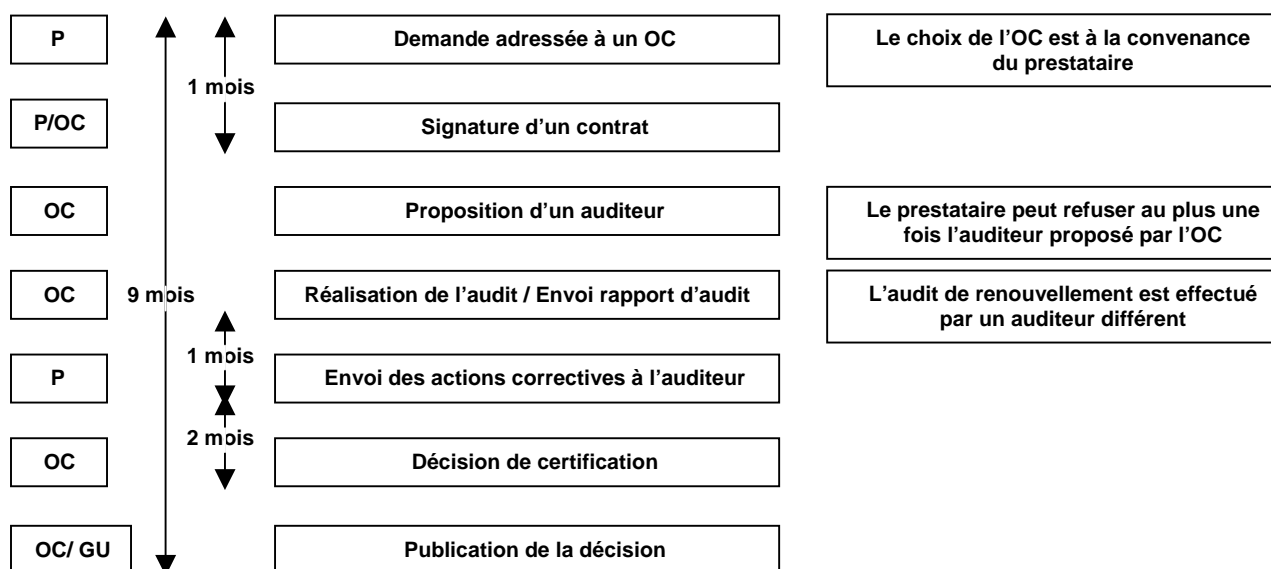 P
Demande adressée à un OC
Le choix de l’OC est à la convenance
du prestataire
1 mois
P/OC
Signature d’un contrat
OC
Proposition d’un auditeur
Le prestataire peut refuser au plus une
fois l’auditeur proposé par l’OC
OC
9 mois
Réalisation de l’audit / Envoi rapport d’audit
L’audit de renouvellement est effectué
par un auditeur différent
1 mois
P
Envoi des actions correctives à l’auditeur
2 mois
OC
Décision de certification
OC/ GU
Publication de la décision